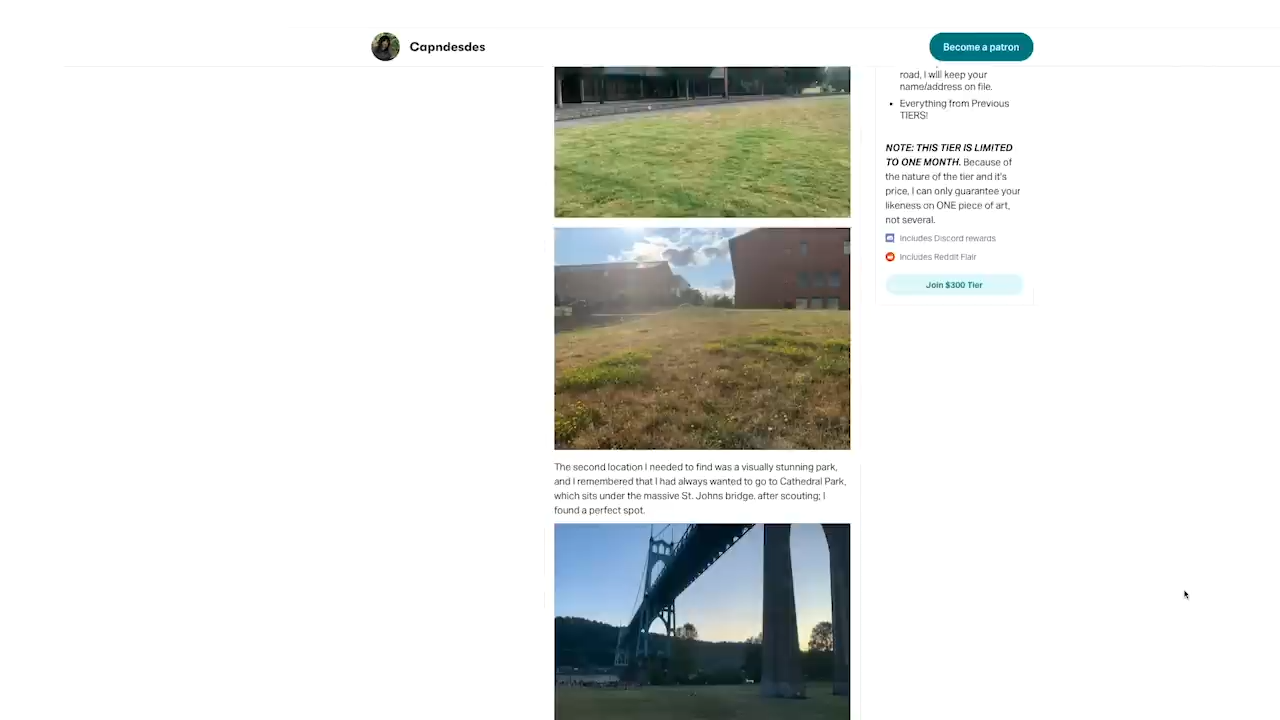 Capndesdes
Become a patron
road, I will keep your
name/address on file.
Everything from Previous
TIERS!
NOTE: THIS TIER IS LIMITED
TO ONE MONTH. Because of
the nature of the tier and it's
price, I can only guarantee your
likeness on ONE piece of art,
not several.
Includes Discord rewards
Includes Reddit Flair
Join $300 Tier
The second location I needed to find was a visually stunning park,
and I remembered that I had always wanted to go to Cathedral Park,
which sits under the massive St. Johns bridge. after scouting; I
found a perfect spot.